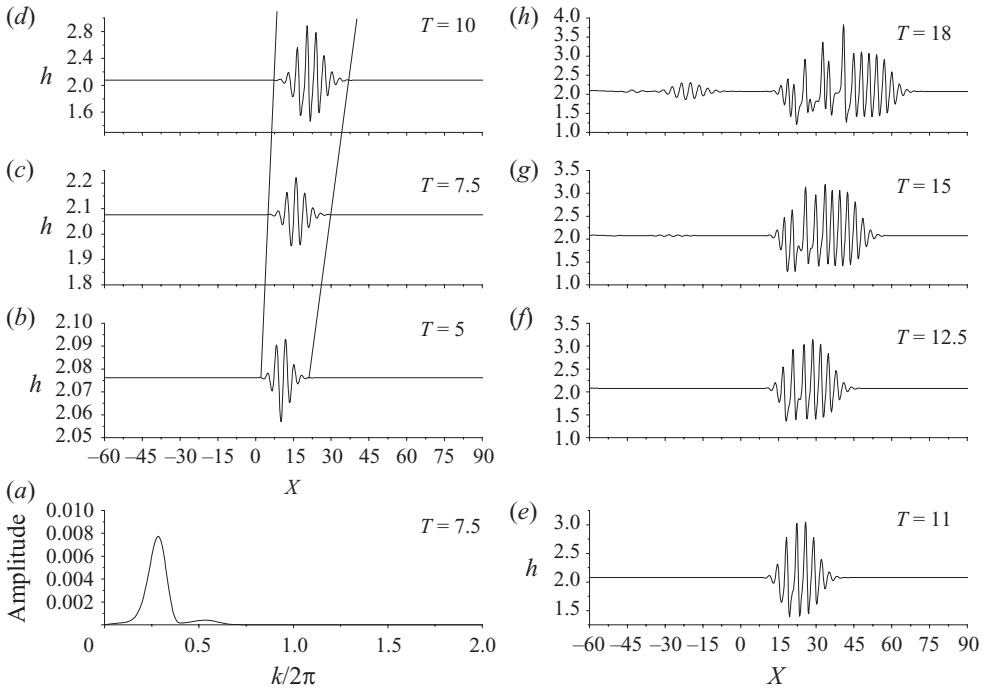 (d)
T = 10
2.8
2.4
2.0
1.6
h
(c)
T = 7.5
2.2
2.1
2.0
1.9
1.8
h
(b)
T = 5
2.10
2.09
2.08
2.07
2.06
2.05
h
–60 –45 –30 –15 0 15 30 45 60 75 90
X
(a)
T = 7.5
0.010
0.008
0.006
0.004
0.002
Amplitude
0 0.5 1.0 1.5 2.0
k/2π
(h)
T = 18
4.0
3.5
3.0
2.5
2.0
1.5
1.0
(g)
T = 15
3.5
3.0
2.5
2.0
1.5
1.0
(f)
T = 12.5
3.5
3.0
2.5
2.0
1.5
1.0
(e)
T = 11
3.0
2.5
2.0
1.5
h
–60 –45 –30 –15 0 15 30 45 60 75 90
X